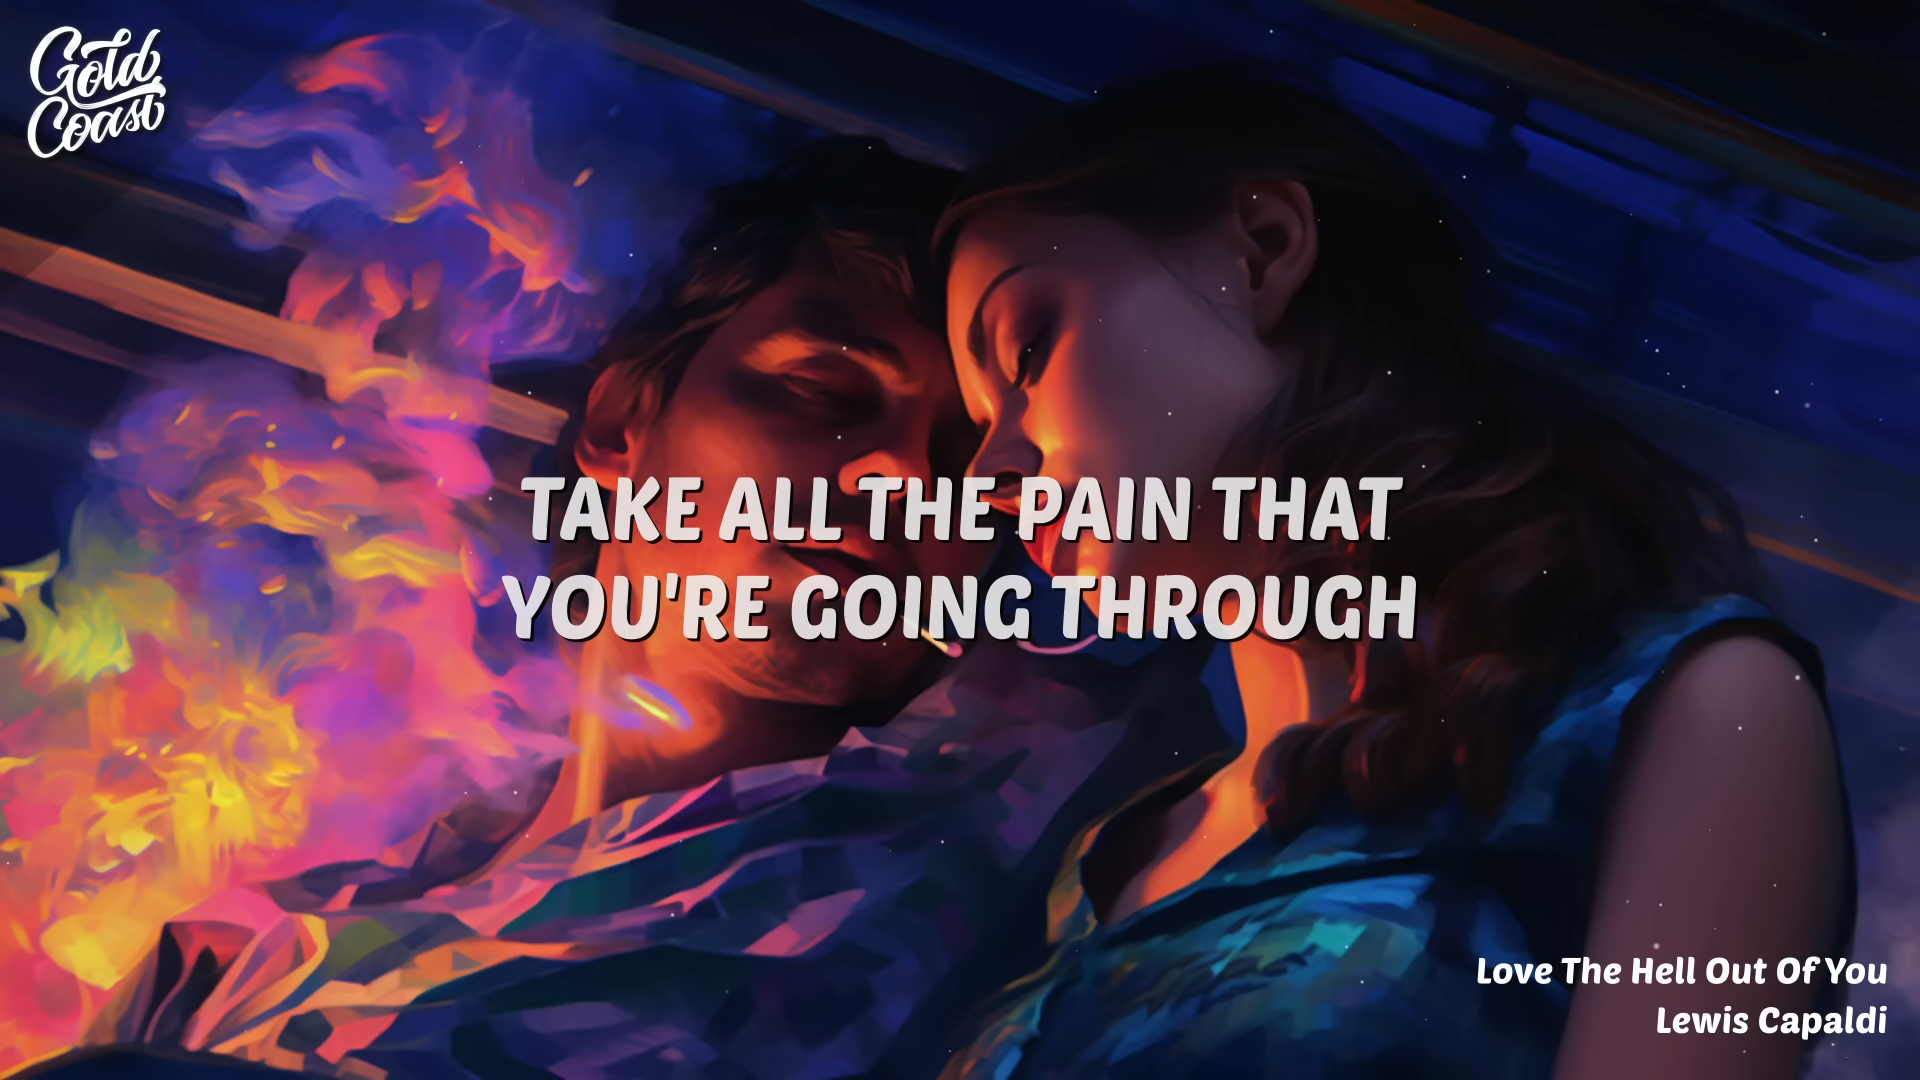 Gold
Coast
TAKE ALL THE PAIN THAT
YOU'RE GOING THROUGH
Love The Hell Out Of You
Lewis Capaldi